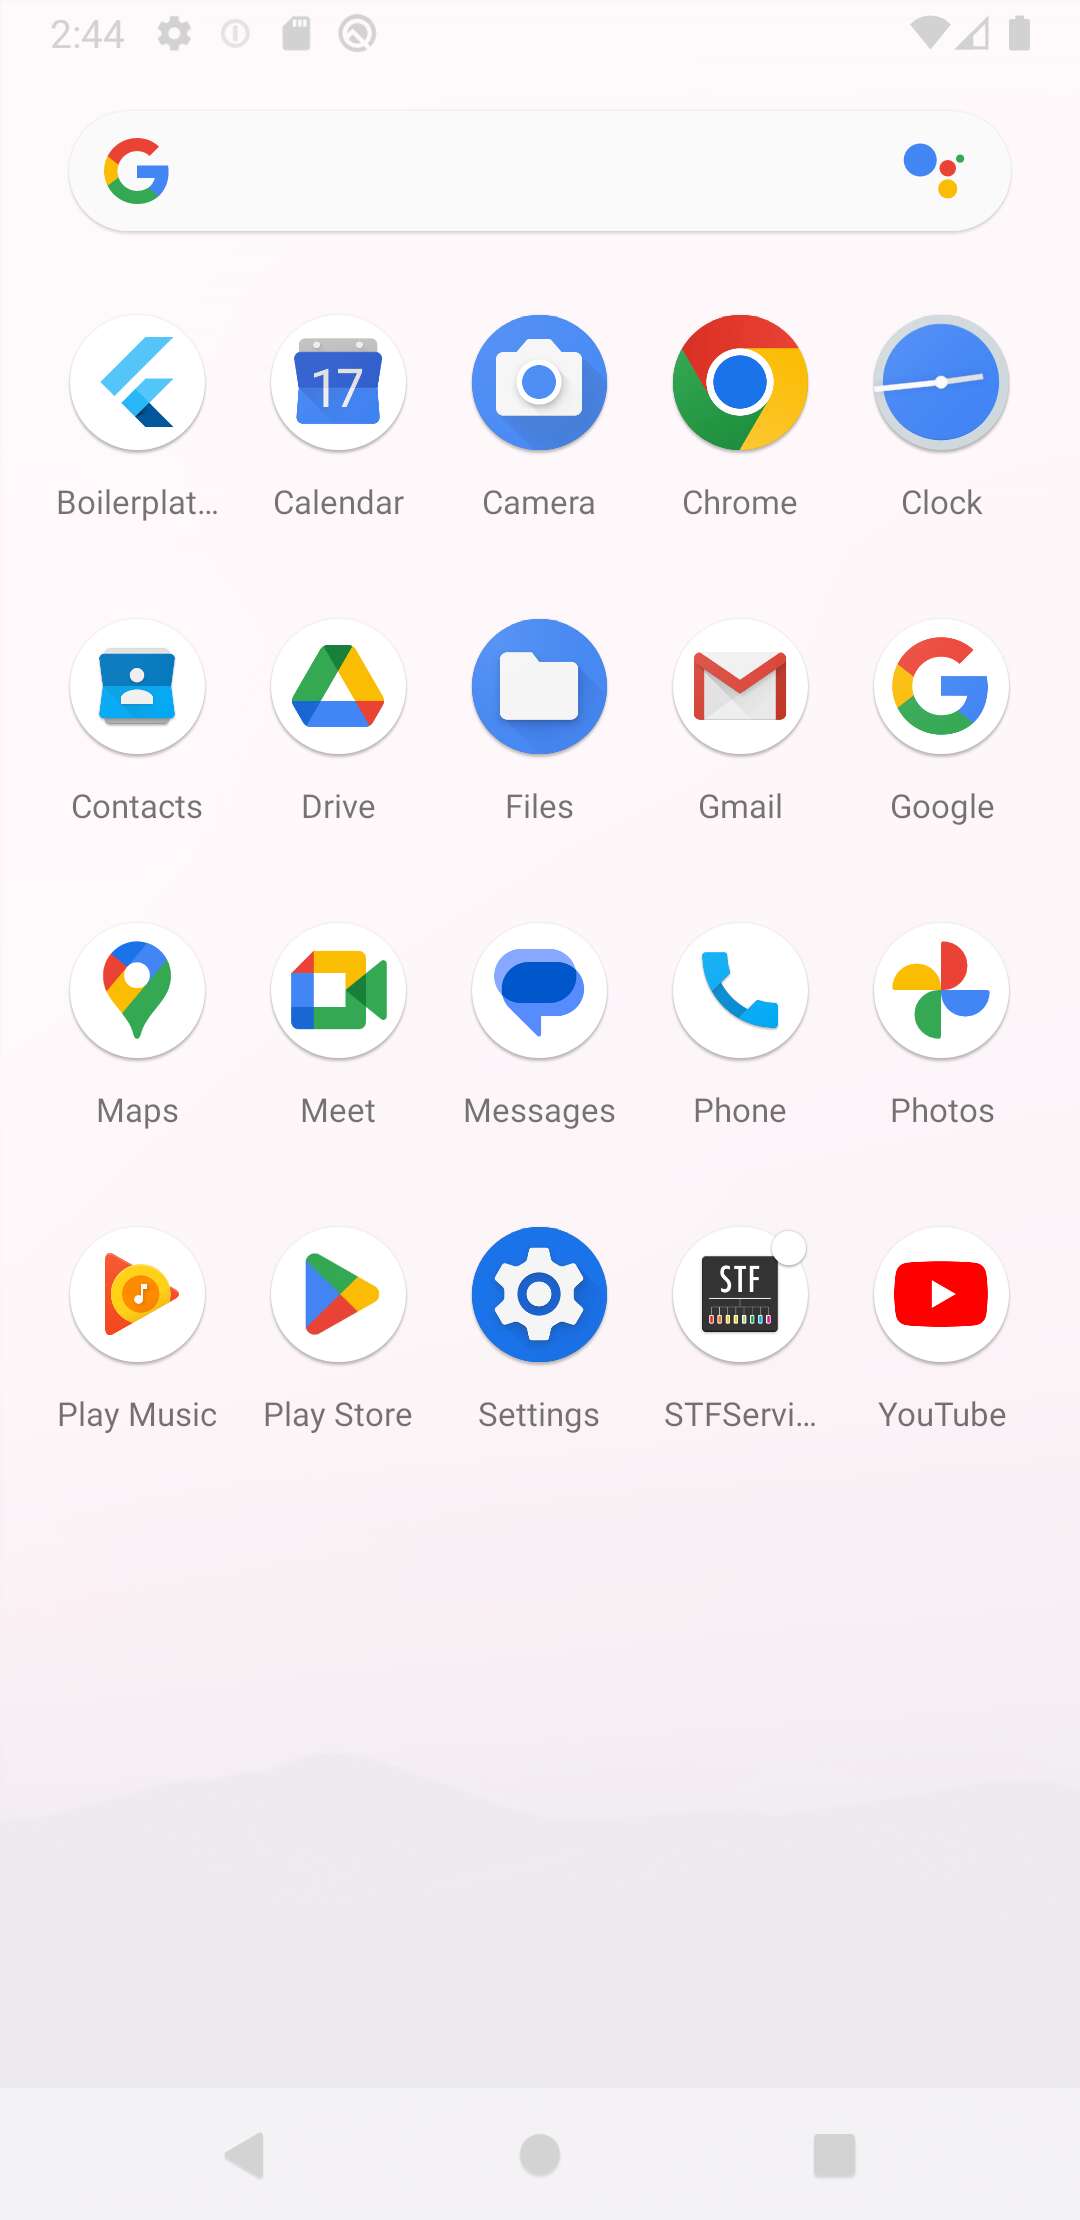 2:44
Boilerplat...
Calendar
Camera
Chrome
Clock
17
Contacts
Drive
Files
Gmail
Google
Maps
Meet
Messages
Phone
Photos
STF
Play Music
Play Store
Settings
STFServi...
YouTube